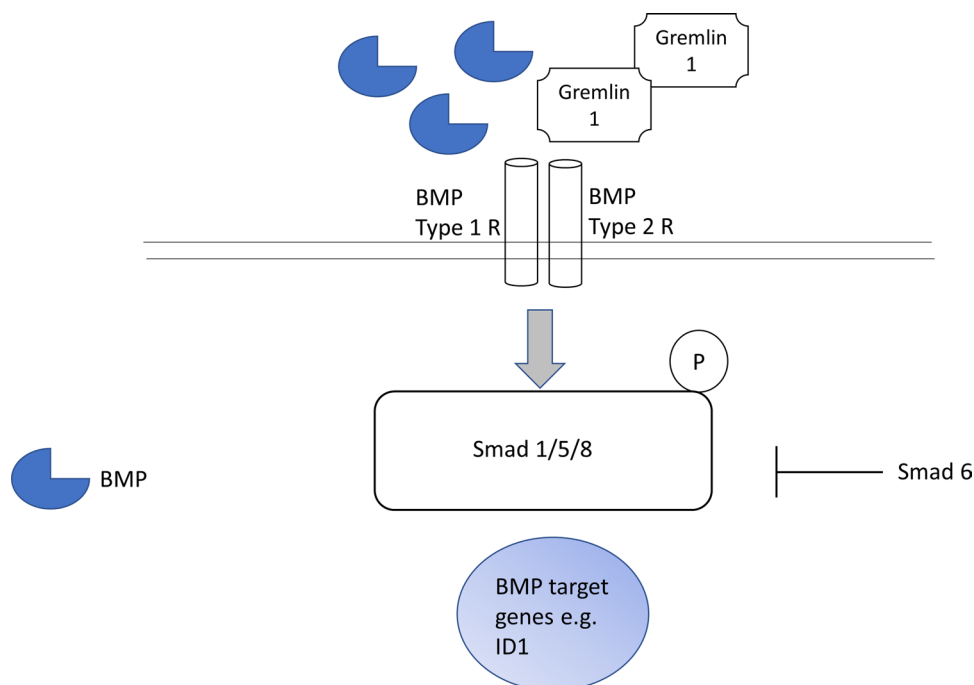 Gremlin
1
Gremlin
1
BMP
Type 1 R
BMP
Type 2 R
P
Smad 1/5/8
BMP
Smad 6
BMP target
genes e.g.
ID1